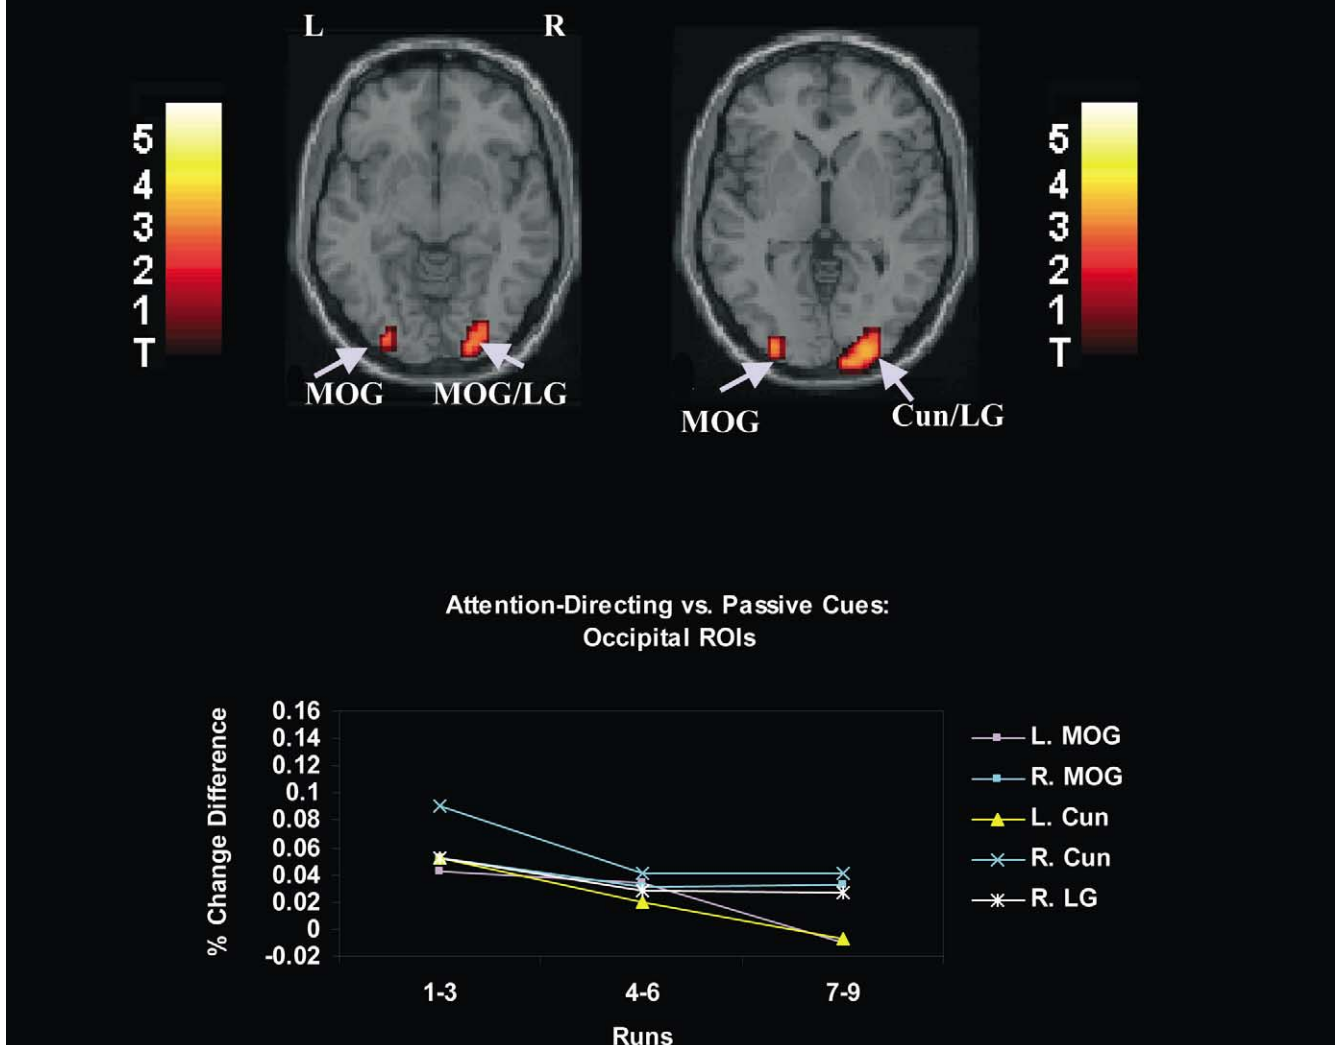 L R
5
4
3
2
1
T
MOG MOG/LG
5
4
3
2
1
T
MOG Cun/LG
Attention-Directing vs. Passive Cues:
Occipital ROIs
% Change Difference
0.16
0.14
0.12
0.1
0.08
0.06
0.04
0.02
0
-0.02
1-3 4-6 7-9
Runs
L. MOG
R. MOG
L. Cun
R. Cun
R. LG